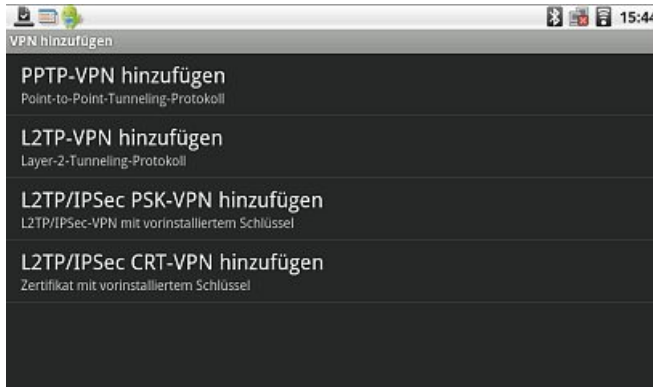 15:44
VPN hinzufügen
PPTP-VPN hinzufügen
Point-to-Point-Tunneling-Protokoll
L2TP-VPN hinzufügen
Layer-2-Tunneling-Protokoll
L2TP/IPSec PSK-VPN hinzufügen
L2TP/IPSec-VPN mit vorinstalliertem Schlüssel
L2TP/IPSec CRT-VPN hinzufügen
Zertifikat mit vorinstalliertem Schlüssel